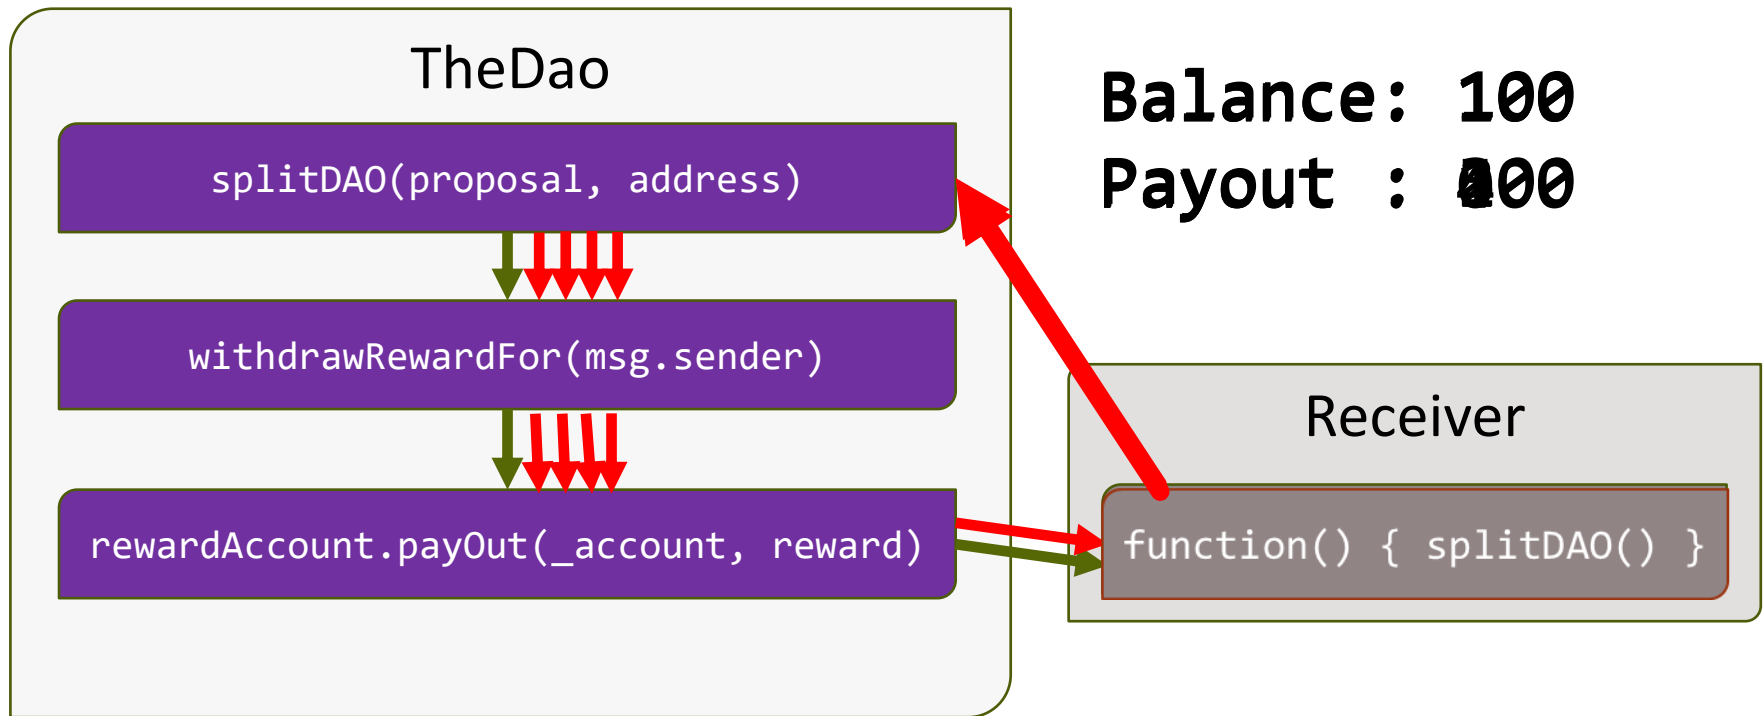 TheDao
splitDAO(proposal, address)
withdrawRewardFor(msg.sender)
rewardAccount.payOut(_account, reward)
Balance: 100
Payout :
Receiver
function() { splitDAO() }